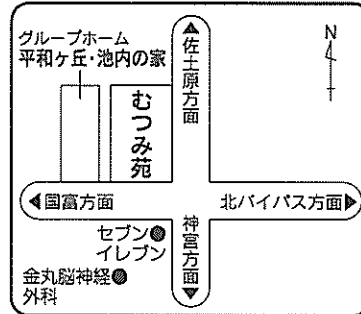 グループホーム
平和ヶ丘・池内の家
むつみ苑
佐土原方面
N
国富方面
北バイパス方面
神宮方面
セブン
イレブン
金丸脳神経
外科